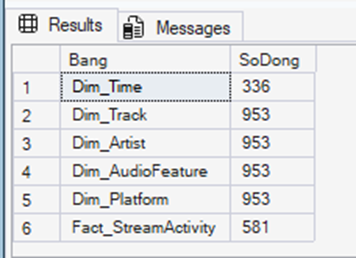 Results Messages
Bang SoDong
1 Dim_Time 336
2 Dim_Track 953
3 Dim_Artist 953
4 Dim_AudioFeature 953
5 Dim_Platform 953
6 Fact_StreamActivity 581